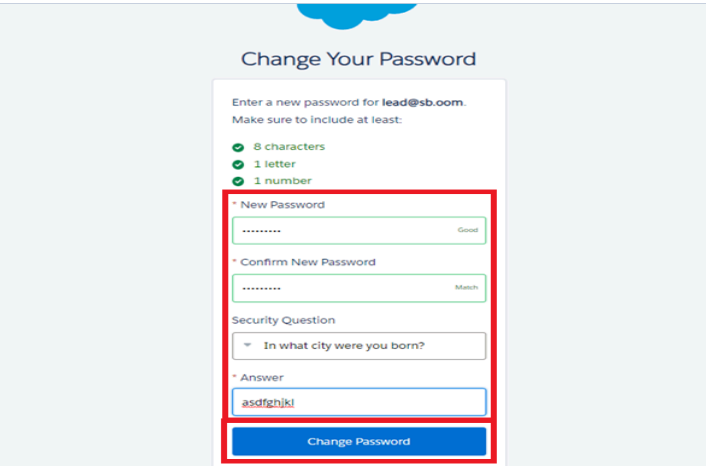 Change Your Password
Enter a new password for lead@sb.oom.
Make sure to include at least:
8 characters
1 letter
1 number
* New Password
••••••••• Good
* Confirm New Password
••••••••• Match
Security Question
In what city were you born?
* Answer
asdfghjkl
Change Password